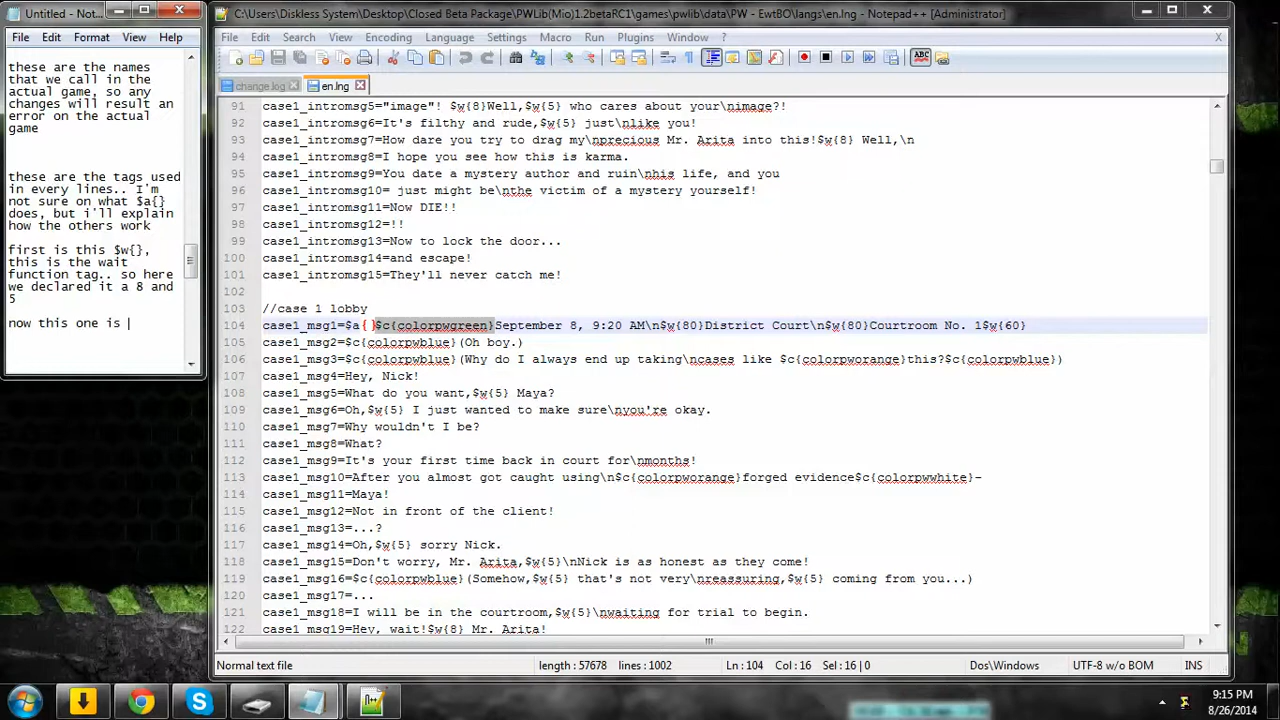 Untitled - Not...
File Edit Format View Help
these are the names
that we call in the
actual game, so any
changes will result an
error on the actual
game
these are the tags used
in every lines.. I'm
not sure on what $a{}
does, but i'll explain
how the others work
first is this $w{},
this is the wait
function tag.. so here
we declared it a 8 and
5
now this one is
C:\Users\Diskless System\Desktop\Closed Beta Package\PWLib(Mio)1.2betaRC1\games\pwlib\data\PW - EwtBO\langs\en.lng - Notepad++ [Administrator]
File Edit Search View Encoding Language Settings Macro Run Plugins Window ?
change.log en.lng
91 case1_intromsg5="image"! $w{8}Well,$w{5} who cares about your\nimage?!
92 case1_intromsg6=It's filthy and rude,$w{5} just\nlike you!
93 case1_intromsg7=How dare you try to drag my\nprecious Mr. Arita into this!$w{8} Well,\n
94 case1_intromsg8=I hope you see how this is karma.
95 case1_intromsg9=You date a mystery author and ruin\nhis life, and you
96 case1_intromsg10= just might be\nthe victim of a mystery yourself!
97 case1_intromsg11=Now DIE!!
98 case1_intromsg12=!!
99 case1_intromsg13=Now to lock the door...
100 case1_intromsg14=and escape!
101 case1_intromsg15=They'll never catch me!
102
103 //case 1 lobby
104 case1_msg1=$a{}$c{colorpwgreen}September 8, 9:20 AM\n$w{80}District Court\n$w{80}Courtroom No. 1$w{60}
105 case1_msg2=$c{colorpwblue}(Oh boy.)
106 case1_msg3=$c{colorpwblue}(Why do I always end up taking\ncases like $c{colorpworange}this?$c{colorpwblue})
107 case1_msg4=Hey, Nick!
108 case1_msg5=What do you want,$w{5} Maya?
109 case1_msg6=Oh,$w{5} I just wanted to make sure\nyou're okay.
110 case1_msg7=Why wouldn't I be?
111 case1_msg8=What?
112 case1_msg9=It's your first time back in court for\nmonths!
113 case1_msg10=After you almost got caught using\n$c{colorpworange}forged evidence$c{colorpwwhite}-
114 case1_msg11=Maya!
115 case1_msg12=Not in front of the client!
116 case1_msg13=...?
117 case1_msg14=Oh,$w{5} sorry Nick.
118 case1_msg15=Don't worry, Mr. Arita,$w{5}\nNick is as honest as they come!
119 case1_msg16=$c{colorpwblue}(Somehow,$w{5} that's not very\nreassuring,$w{5} coming from you...)
120 case1_msg17=...
121 case1_msg18=I will be in the courtroom,$w{5}\nwaiting for trial to begin.
122 case1_msg19=Hey, wait!$w{8} Mr. Arita!
Normal text file length : 57678 lines : 1002 Ln : 104 Col : 16 Sel : 16 | 0 Dos\Windows UTF-8 w/o BOM INS
9:15 PM
8/26/2014